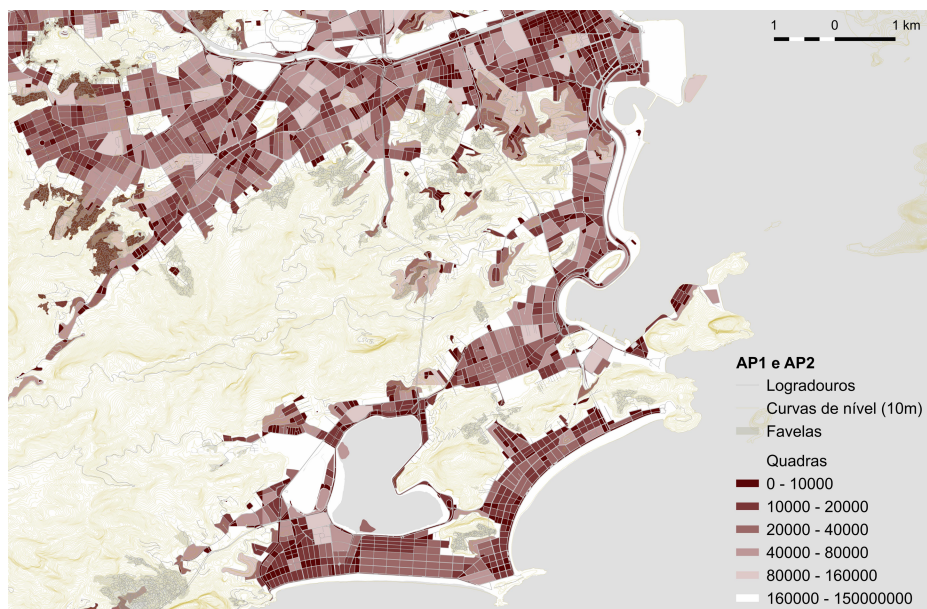 1 0 1 km
AP1 e AP2
Logradouros
Curvas de nível (10m)
Favelas
Quadras
0 - 10000
10000 - 20000
20000 - 40000
40000 - 80000
80000 - 160000
160000 - 150000000